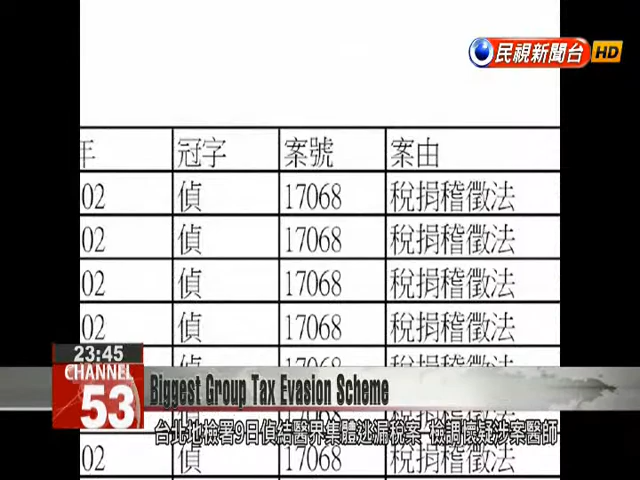 民視新聞台 HD
年 冠字 案號 案由
02 偵 17068 稅捐稽徵法
02 偵 17068 稅捐稽徵法
02 偵 17068 稅捐稽徵法
02 偵 17068 稅捐稽徵法
23:45
CHANNEL
53
Biggest Group Tax Evasion Scheme
台北地檢署9日偵結醫界集體逃漏稅案 檢調懷疑涉案醫師
02 偵 17068 稅捐稽徵法